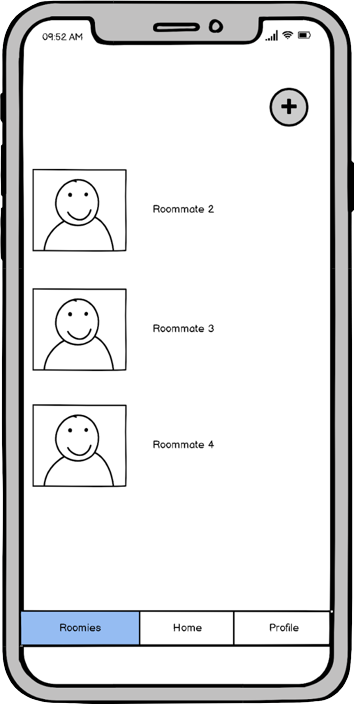 09:52 AM
+
Roommate 2
Roommate 3
Roommate 4
Roomies Home Profile